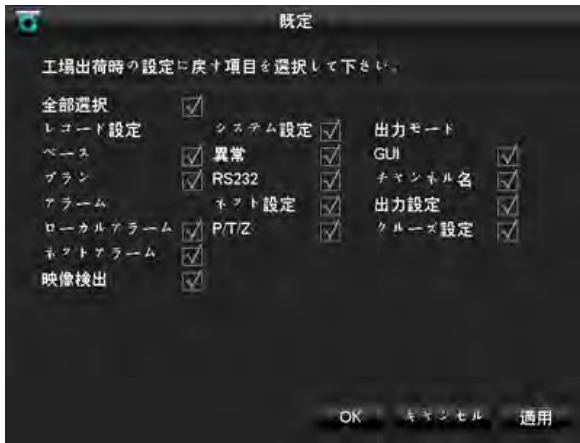 既定
工場出荷時の設定に戻す項目を選択して下さい.
全部選択
レコード設定 システム設定 出力モード
ベース 異常 GUI
プラン RS232 チャンネル名
アラーム ネット設定 出力設定
ローカルアラーム P/T/Z クルーズ設定
ネットアラーム
映像検出
OK キャンセル 適用